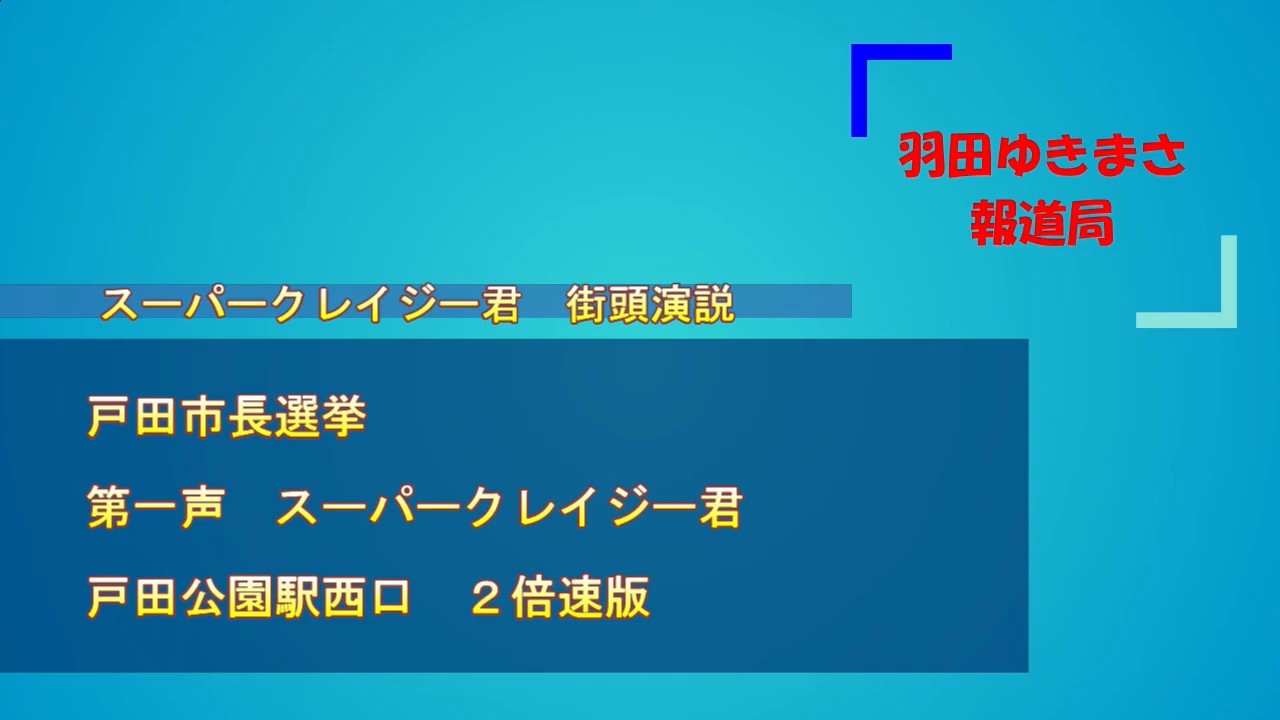 羽田ゆきまさ
報道局
スーパークレイジー君　街頭演説
戸田市長選挙
第一声　スーパークレイジー君
戸田公園駅西口　２倍速版